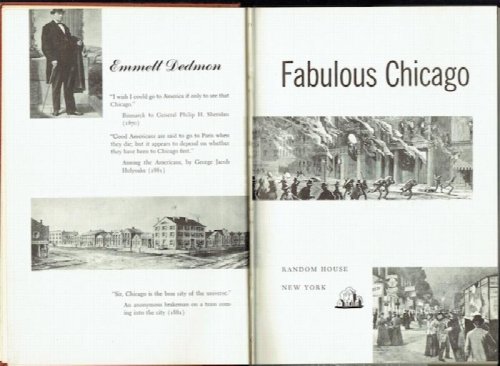 Emmett Dedmon
"I wish I could go to America if only to see that
Chicago."
Bismarck to General Philip H. Sheridan
(1870)
"Good Americans are said to go to Paris when
they die; but it appears to depend on whether
they have been to Chicago first."
Among the Americans, by George Jacob
Holyoake (1881)
"Sir, Chicago is the boss city of the universe."
An anonymous brakeman on a train com-
ing into the city (1882)
Fabulous Chicago
RANDOM HOUSE
NEW YORK